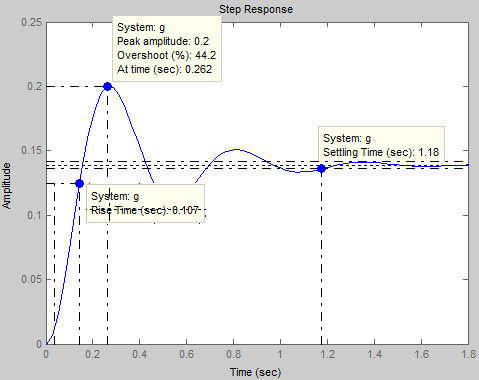 Step Response
System: g
Peak amplitude: 0.2
Overshoot (%): 44.2
At time (sec): 0.262
System: g
Settling Time (sec): 1.18
System: g
Rise Time (sec): 0.107
Amplitude
0.25
0.2
0.15
0.1
0.05
0
0 0.2 0.4 0.6 0.8 1 1.2 1.4 1.6 1.8
Time (sec)